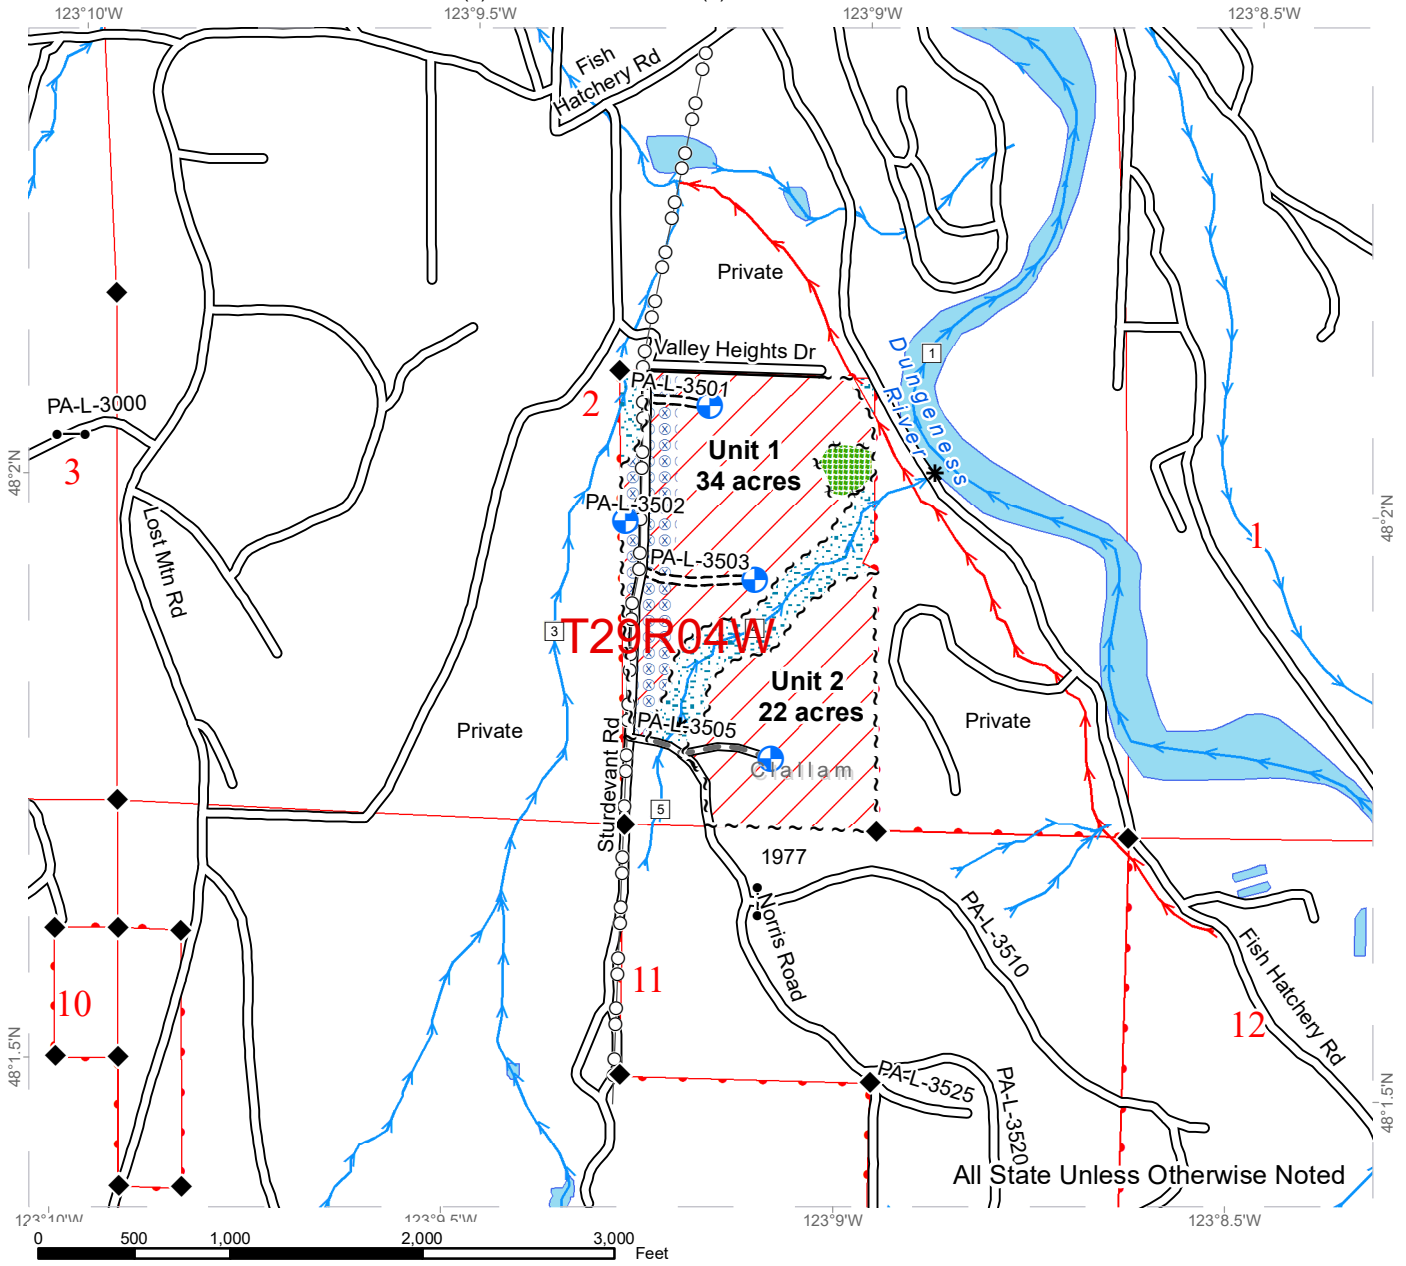 123°10'W
123°9.5'W
123°9'W
123°8.5'W
Fish
Hatchery Rd
Private
Valley Heights Dr
Dungeness
River
1
PA-L-3501
2
PA-L-3000
3
48°2'N
Unit 1
34 acres
PA-L-3502
48°2'N
1
Lost Mtn Rd
PA-L-3503
3
T29R04W
4
Unit 2
22 acres
Private
Private
PA-L-3505
Clallam
Sturdevant Rd
5
1977
Norris Road
PA-L-3510
Fish Hatchery Rd
10
11
12
48°1.5'N
48°1.5'N
PA-L-3525
PA-L-3520
All State Unless Otherwise Noted
123°10'W
123°9.5'W
123°9'W
123°8.5'W
0 500 1,000 2,000 3,000
Feet